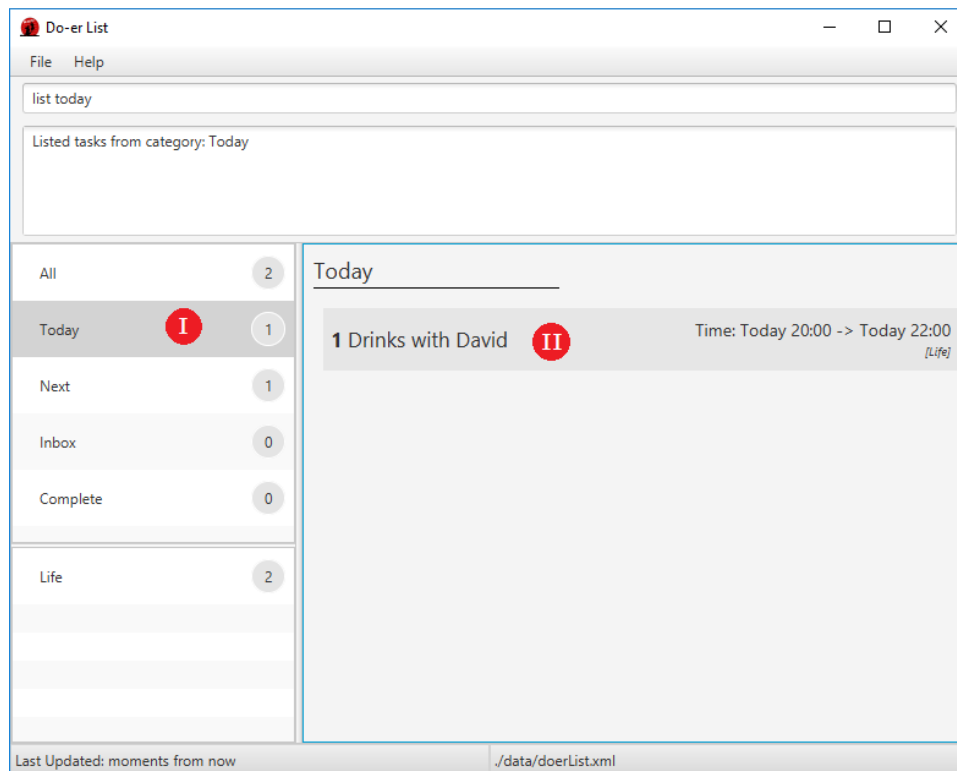 Do-er List
File Help
list today
Listed tasks from category: Today
All 2
Today I 1
Next 1
Inbox 0
Complete 0
Life 2
Today
1 Drinks with David II Time: Today 20:00 -> Today 22:00
[Life]
Last Updated: moments from now ./data/doerList.xml